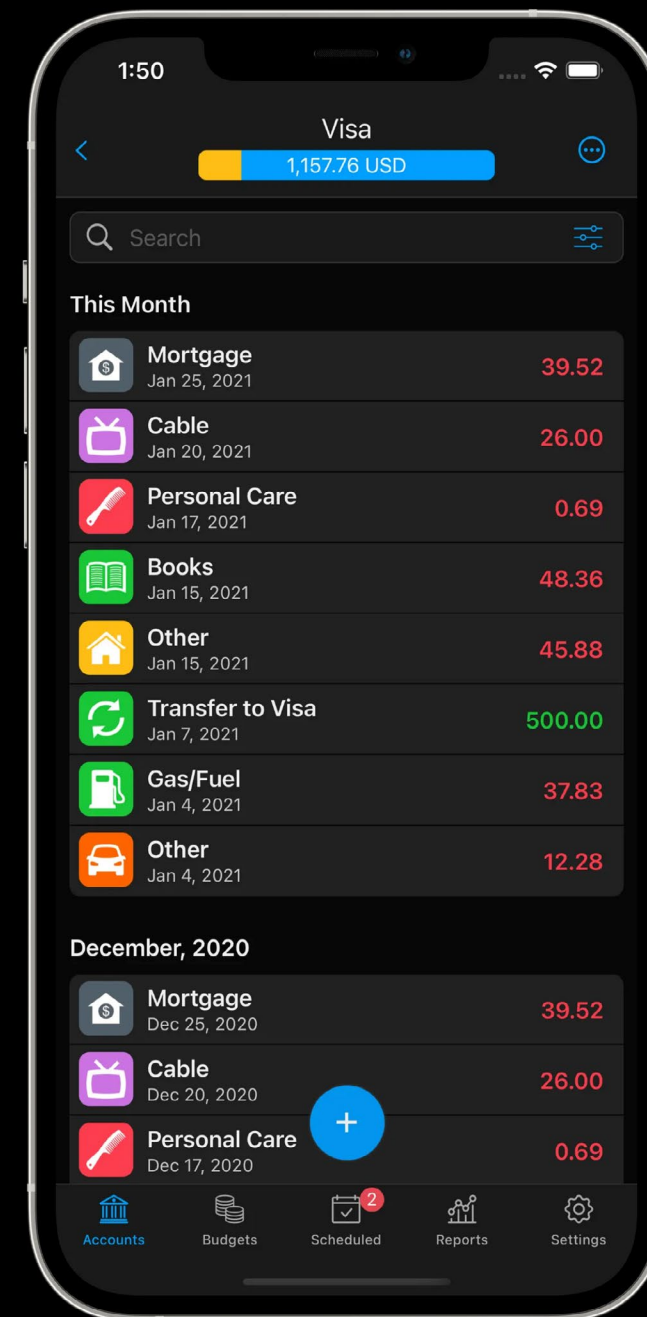 1:50
Visa
1,157.76 USD
Search
This Month
Mortgage
Jan 25, 2021
39.52
Cable
Jan 20, 2021
26.00
Personal Care
Jan 17, 2021
0.69
Books
Jan 15, 2021
48.36
Other
Jan 15, 2021
45.88
Transfer to Visa
Jan 7, 2021
500.00
Gas/Fuel
Jan 4, 2021
37.83
Other
Jan 4, 2021
12.28
December, 2020
Mortgage
Dec 25, 2020
39.52
Cable
Dec 20, 2020
26.00
Personal Care
Dec 17, 2020
0.69
+
2
Accounts
Budgets
Scheduled
Reports
Settings